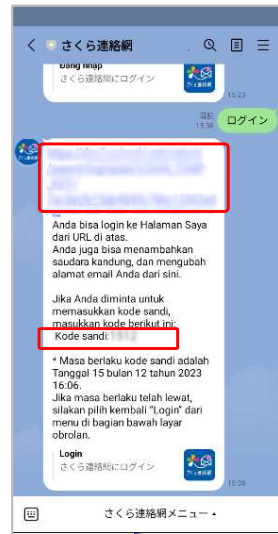 さくら連絡網
Đăng nhập
さくら連絡網にログイン
15:23
既読
15:36
ログイン
Anda bisa login ke Halaman Saya
dari URL di atas.
Anda juga bisa menambahkan
saudara kandung, dan mengubah
alamat email Anda dari sini.
Jika Anda diminta untuk
memasukkan kode sandi,
masukkan kode berikut ini:
Kode sandi:
* Masa berlaku kode sandi adalah
Tanggal 15 bulan 12 tahun 2023
16:06.
Jika masa berlaku telah lewat,
silakan pilih kembali "Login" dari
menu di bagian bawah layar
obrolan.
Login
さくら連絡網にログイン
15:36
さくら連絡網メニュー